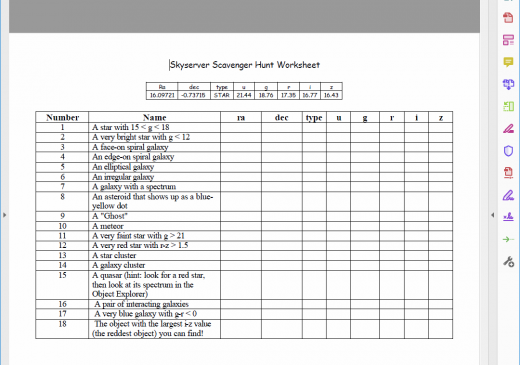 Skyserver Scavenger Hunt Worksheet
Ra dec type u g r i z
16.09721 -0.73715 STAR 21.44 18.76 17.35 16.77 16.43
Number Name ra dec type u g r i z
1 A star with 15 < g < 18
2 A very bright star with g < 12
3 A face-on spiral galaxy
4 An edge-on spiral galaxy
5 An elliptical galaxy
6 An irregular galaxy
7 A galaxy with a spectrum
8 An asteroid that shows up as a blue-
yellow dot
9 A "Ghost"
10 A meteor
11 A very faint star with g > 21
12 A very red star with r-z > 1.5
13 A star cluster
14 A galaxy cluster
15 A quasar (hint: look for a red star,
then look at its spectrum in the
Object Explorer)
16 A pair of interacting galaxies
17 A very blue galaxy with g-r < 0
18 The object with the largest i-z value
(the reddest object) you can find!